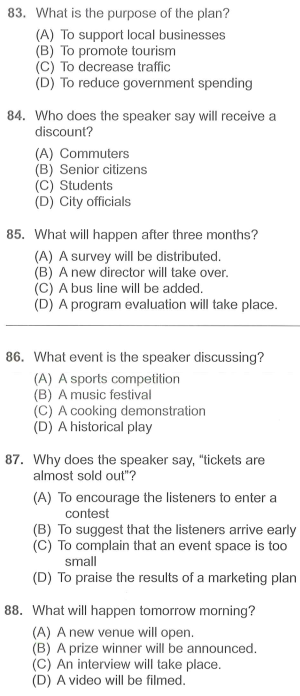 83. What is the purpose of the plan?
(A) To support local businesses
(B) To promote tourism
(C) To decrease traffic
(D) To reduce government spending
84. Who does the speaker say will receive a
discount?
(A) Commuters
(B) Senior citizens
(C) Students
(D) City officials
85. What will happen after three months?
(A) A survey will be distributed.
(B) A new director will take over.
(C) A bus line will be added.
(D) A program evaluation will take place.
86. What event is the speaker discussing?
(A) A sports competition
(B) A music festival
(C) A cooking demonstration
(D) A historical play
87. Why does the speaker say, “tickets are
almost sold out”?
(A) To encourage the listeners to enter a
contest
(B) To suggest that the listeners arrive early
(C) To complain that an event space is too
small
(D) To praise the results of a marketing plan
88. What will happen tomorrow morning?
(A) A new venue will open.
(B) A prize winner will be announced.
(C) An interview will take place.
(D) A video will be filmed.